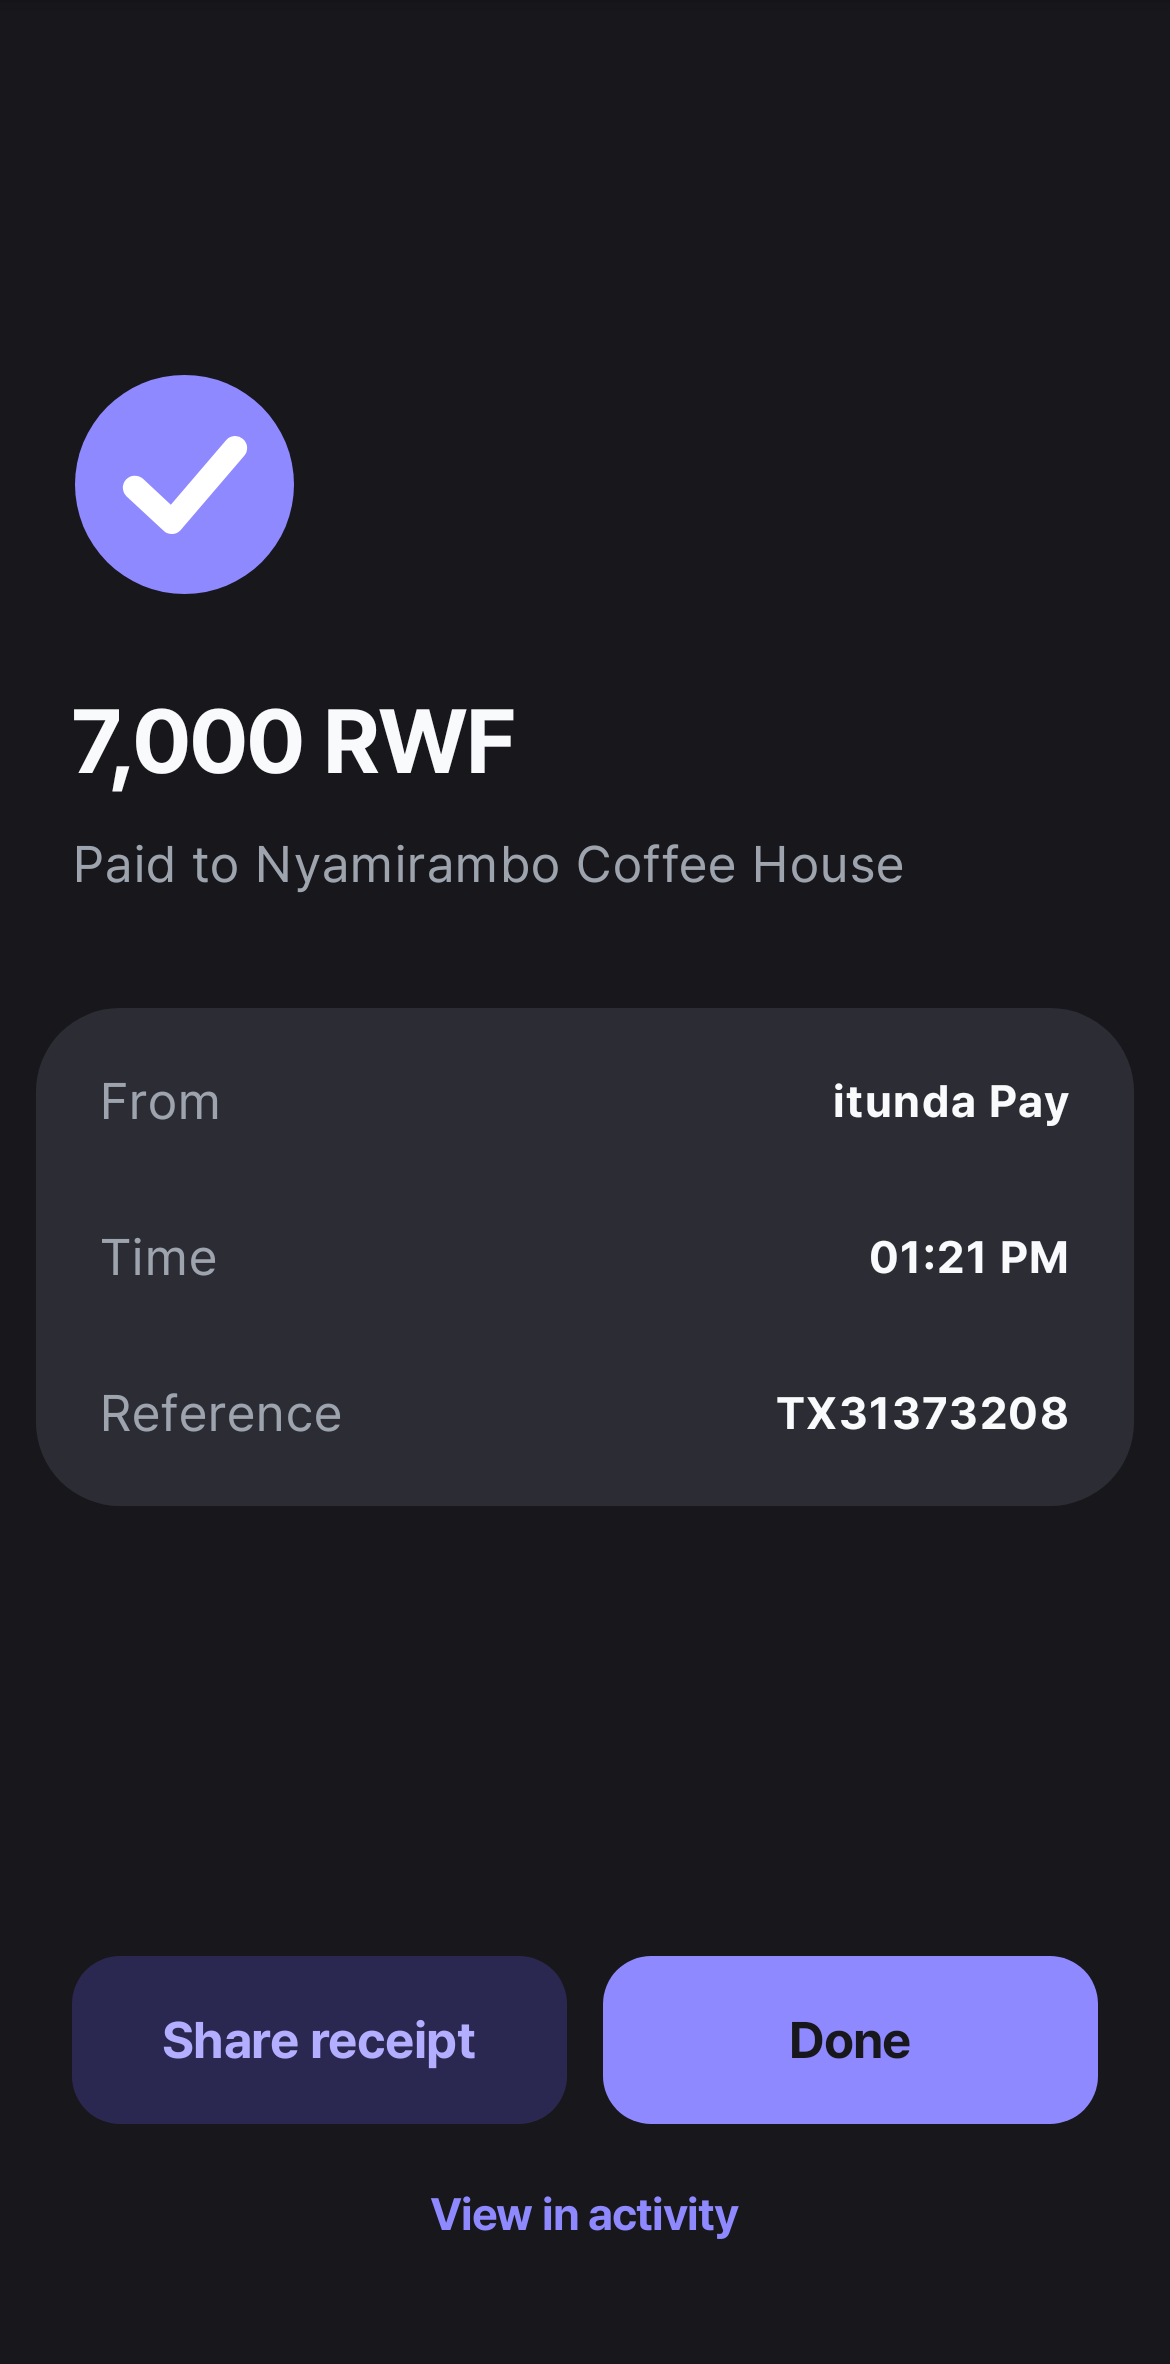 7,000 RWF
Paid to Nyamirambo Coffee House
From itunda Pay
Time 01:21 PM
Reference TX31373208
Share receipt Done
View in activity